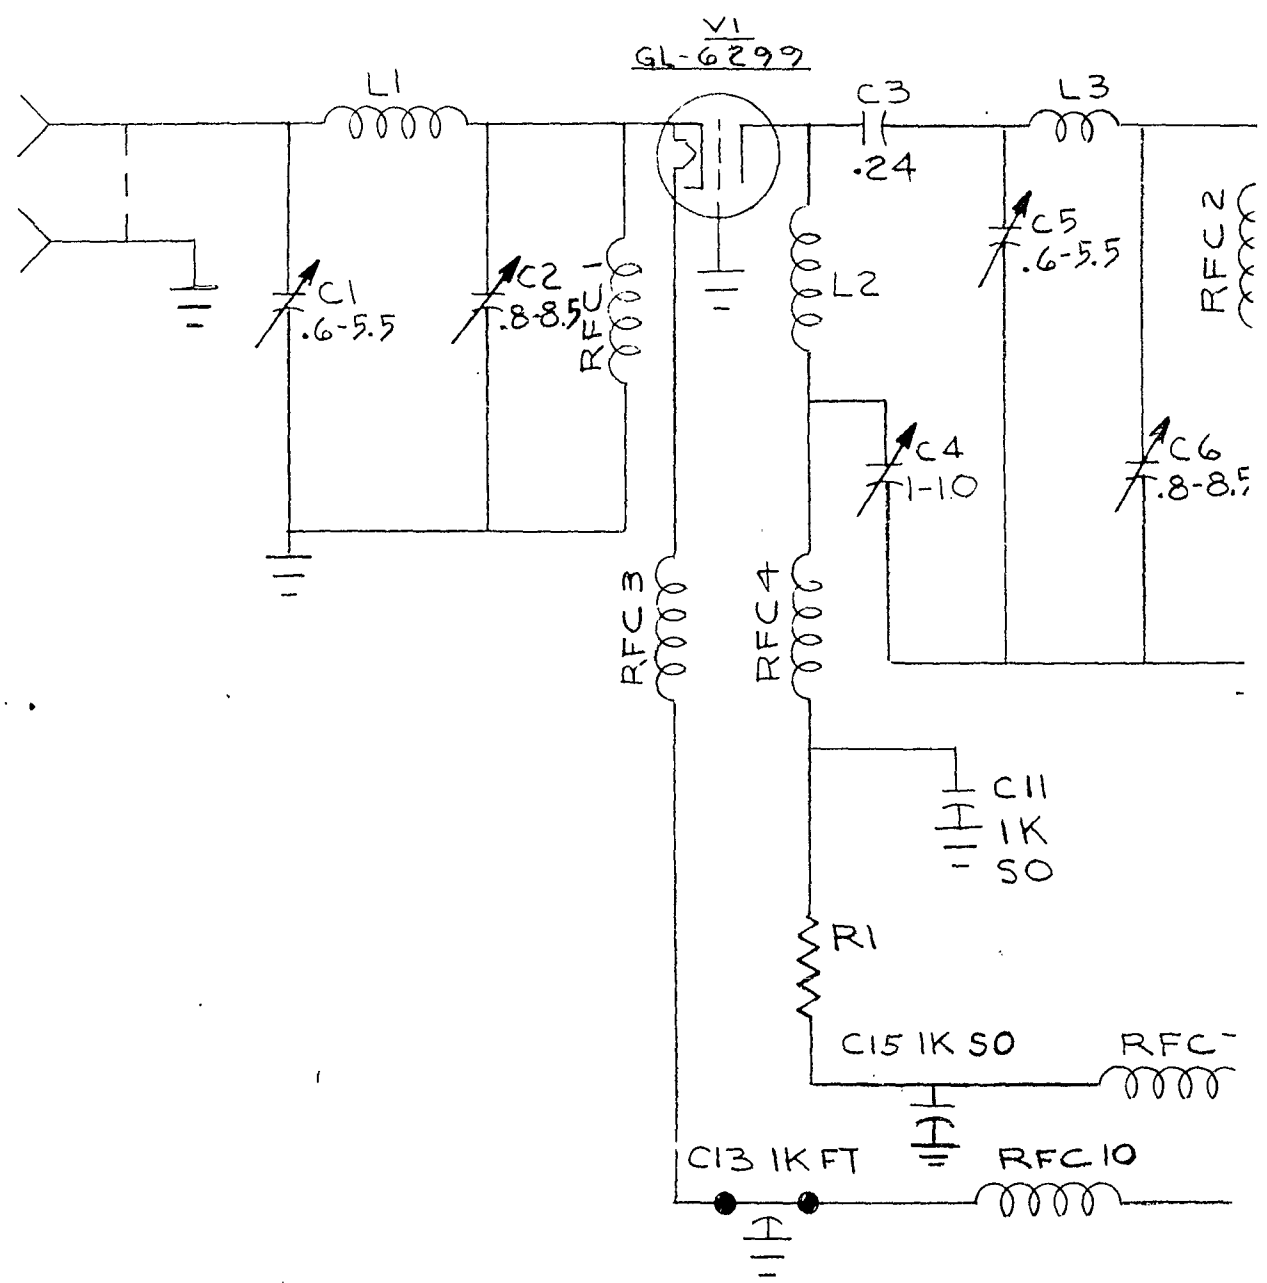 V1
GL-6299
L1
C3
.24
L3
C1
.6-5.5
C2
.8-8.5
RFC1
L2
C5
.6-5.5
RFC2
C4
1-10
C6
.8-8.5
RFC3
RFC4
C11
1K
SO
R1
C15 1K SO
RFC
C13 1K FT
RFC10